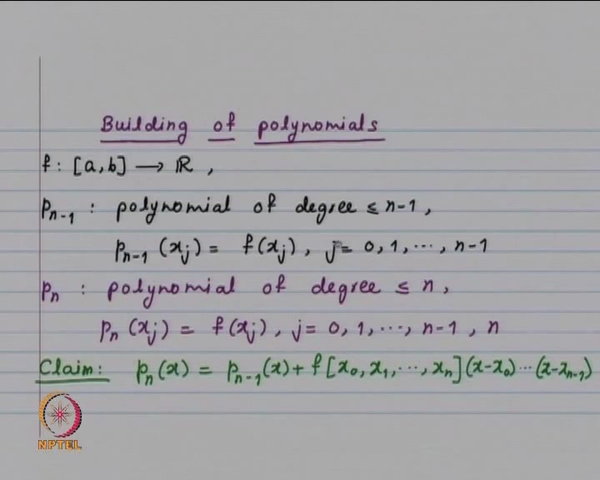 Building of polynomials
f : [a, b] → ℝ ,
pₙ₋₁ : polynomial of degree ≤ n-1 ,
pₙ₋₁ (xⱼ) = f(xⱼ) , j = 0, 1, ⋯, n-1
pₙ : polynomial of degree ≤ n ,
pₙ (xⱼ) = f(xⱼ) , j = 0, 1, ⋯, n-1 , n
Claim: pₙ(x) = pₙ₋₁(x) + f[x₀, x₁, ⋯, xₙ](x-x₀)⋯(x-xₙ₋₁)
NPTEL